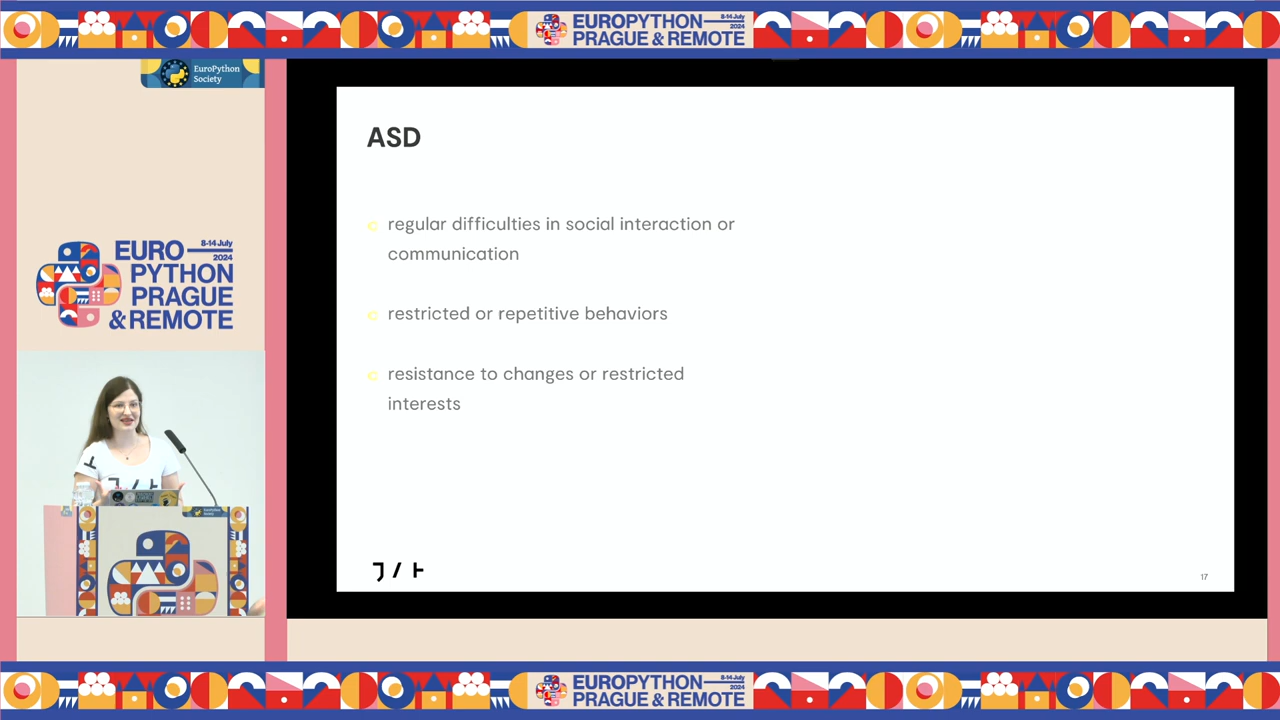 EUROPYTHON
8-14 July
2024
PRAGUE & REMOTE
EuroPython
Society
EURO
8-14 July
2024
PYTHON
PRAGUE
& REMOTE
ASD
regular difficulties in social interaction or
communication
restricted or repetitive behaviors
resistance to changes or restricted
interests
17
EUROPYTHON
8-14 July
2024
PRAGUE & REMOTE